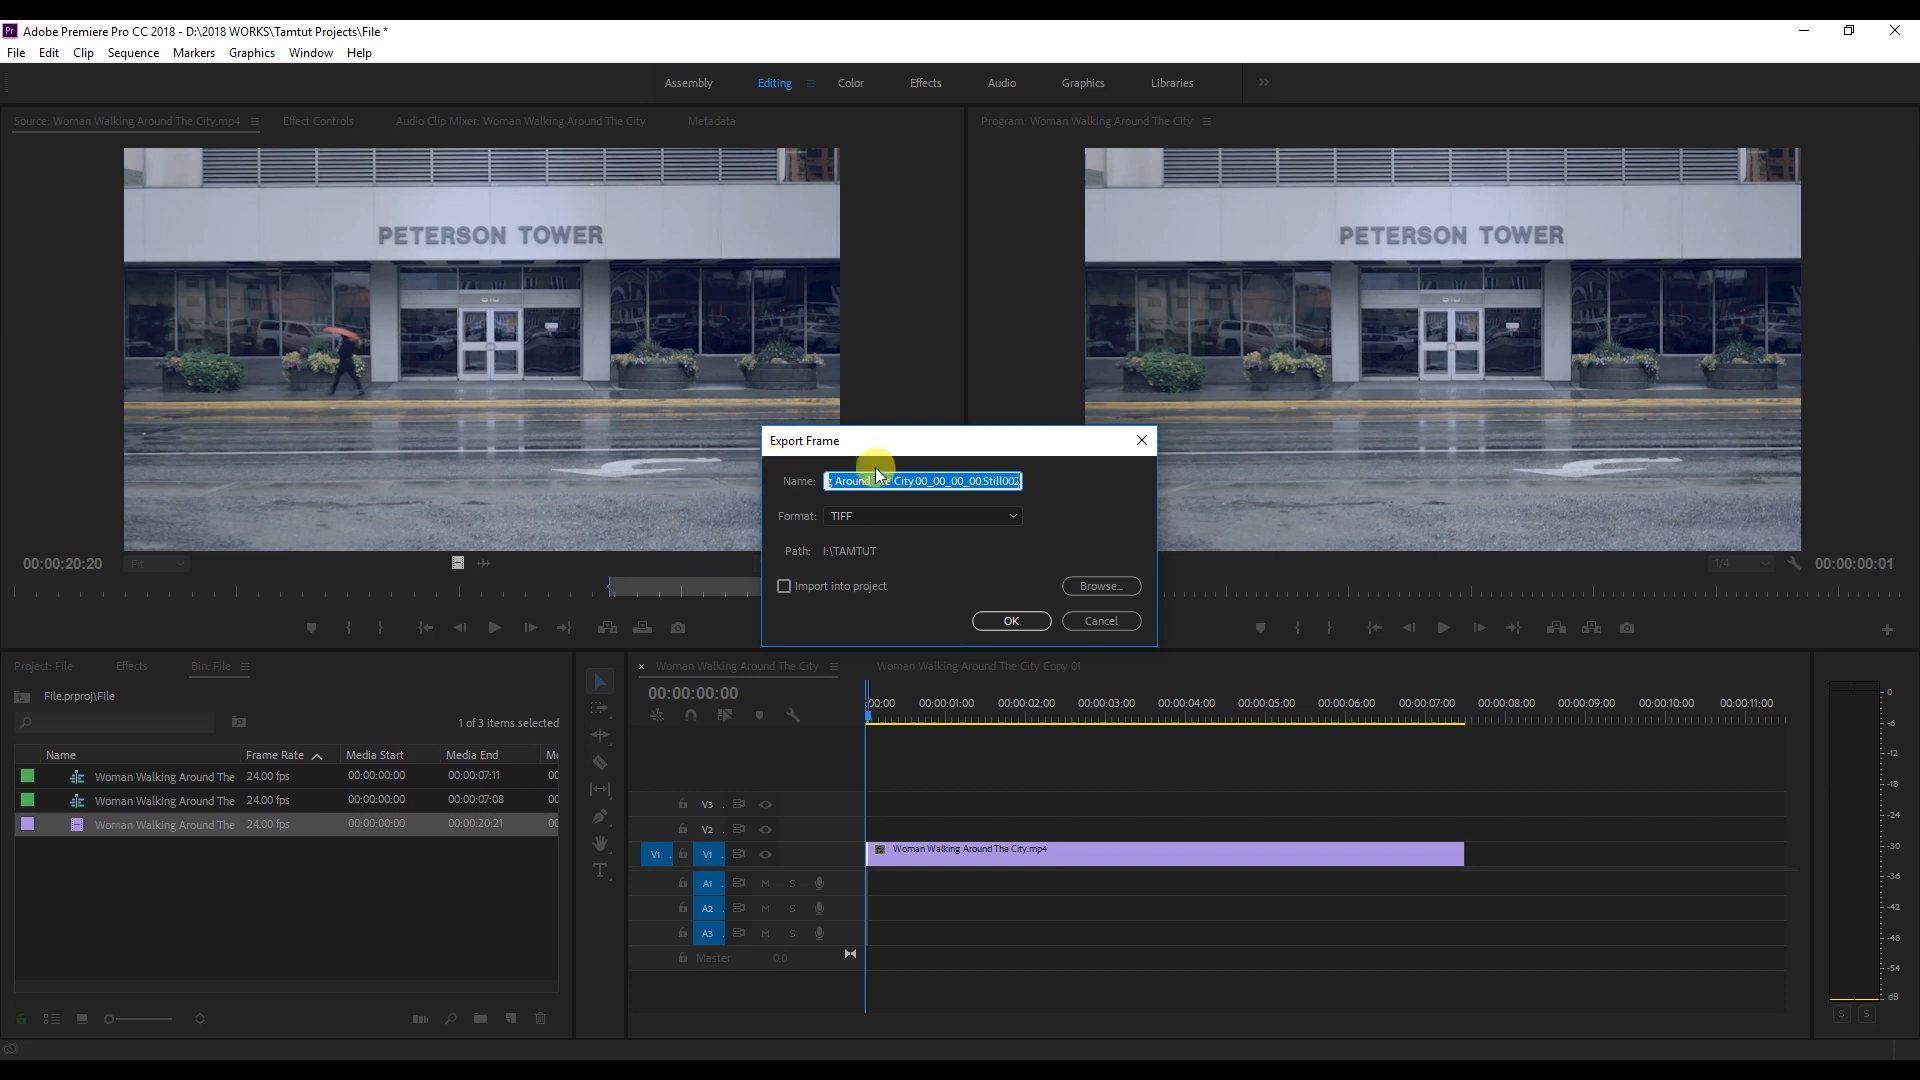 Pr Adobe Premiere Pro CC 2018 - D:\2018 WORKS\Tamtut Projects\File *
File Edit Clip Sequence Markers Graphics Window Help
Assembly Editing Color Effects Audio Graphics Libraries
Source: Woman Walking Around The City.mp4 Effect Controls Audio Clip Mixer: Woman Walking Around The City Metadata
Program: Woman Walking Around The City
PETERSON TOWER
PETERSON TOWER
Export Frame
Name: g Around The City.00_00_00_00.Still002
Format: TIFF
Path: I:\TAMTUT
Import into project Browse...
OK Cancel
00:00:20:20 Fit
1/4 00:00:00:01
Project: File Effects Bin: File
File.prproj\File
1 of 3 items selected
Name Frame Rate Media Start Media End
Woman Walking Around The 24.00 fps 00:00:00:00 00:00:07:11
Woman Walking Around The 24.00 fps 00:00:00:00 00:00:07:08
Woman Walking Around The 24.00 fps 00:00:00:00 00:00:20:21
× Woman Walking Around The City Woman Walking Around The City Copy 01
00:00:00:00
:00:00 00:00:01:00 00:00:02:00 00:00:03:00 00:00:04:00 00:00:05:00 00:00:06:00 00:00:07:00 00:00:08:00 00:00:09:00 00:00:10:00 00:00:11:00
V3
V2
V1 V1 fx Woman Walking Around The City.mp4
A1 M S
A2 M S
A3 M S
Master 0.0
0
-6
-12
-18
-24
-30
-36
-42
-48
-54
dB
S S